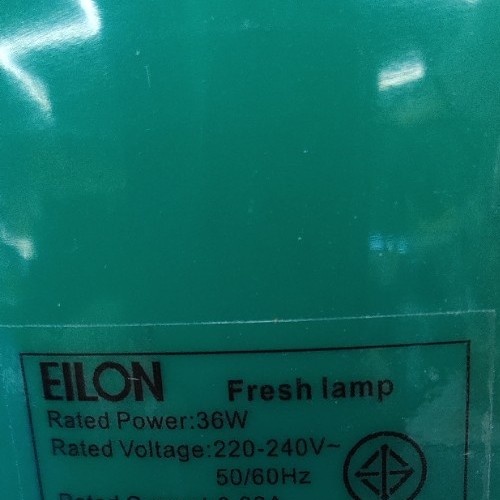 EILON Fresh lamp
Rated Power:36W
Rated Voltage:220-240V~
50/60Hz